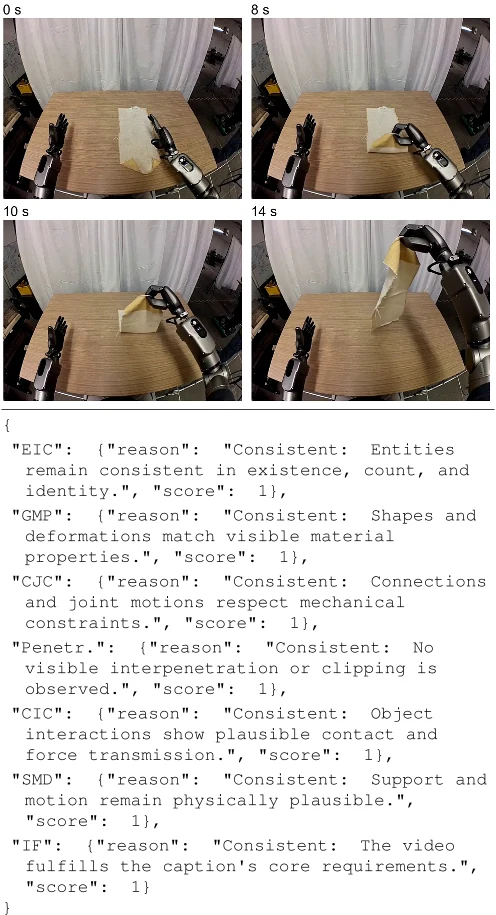 0 s
8 s
10 s
14 s
{
"EIC": {"reason": "Consistent: Entities
remain consistent in existence, count, and
identity.", "score": 1},
"GMP": {"reason": "Consistent: Shapes and
deformations match visible material
properties.", "score": 1},
"CJC": {"reason": "Consistent: Connections
and joint motions respect mechanical
constraints.", "score": 1},
"Penetr.": {"reason": "Consistent: No
visible interpenetration or clipping is
observed.", "score": 1},
"CIC": {"reason": "Consistent: Object
interactions show plausible contact and
force transmission.", "score": 1},
"SMD": {"reason": "Consistent: Support and
motion remain physically plausible.",
"score": 1},
"IF": {"reason": "Consistent: The video
fulfills the caption's core requirements.",
"score": 1}
}